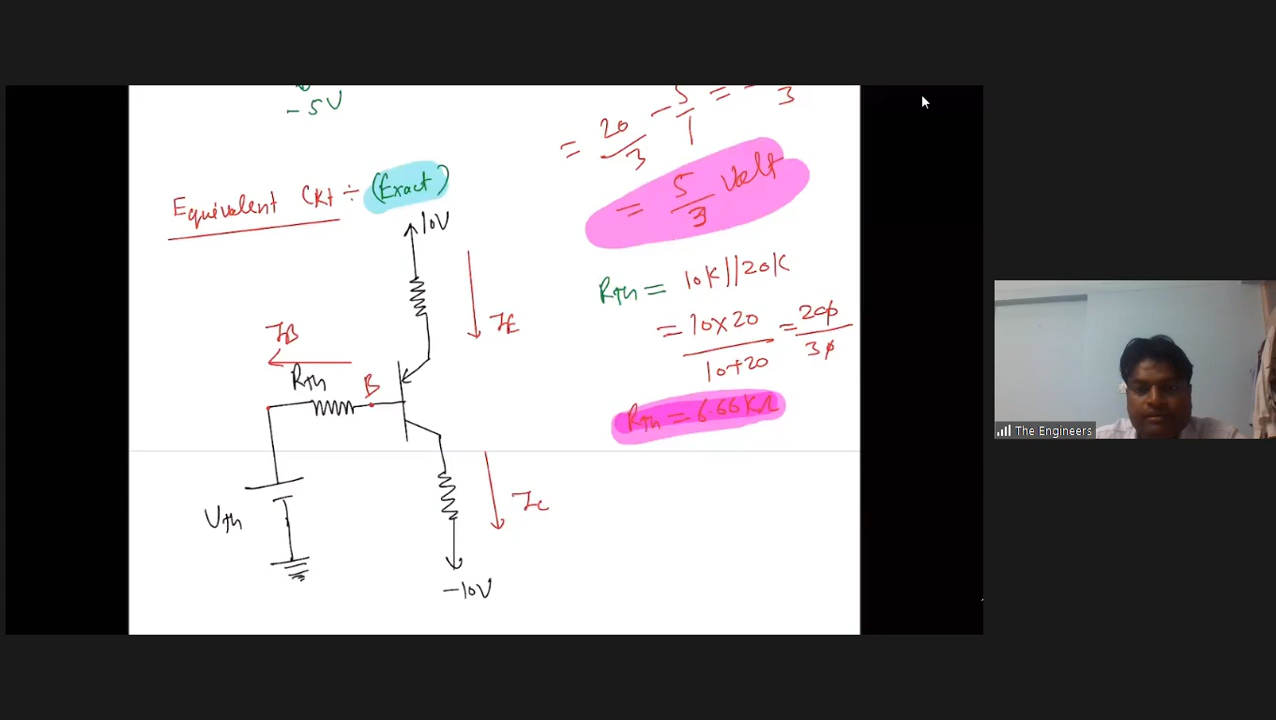 - 5V
= 20/3 - 5/1 =
3
Equivalent Ckt ÷ (Exact)
= 5/3 Volt
10V
RTh = 10K//20K
IE
= 10×20/10+20 = 200/30
IB
RTh
B
RTh = 6.66KΩ
The Engineers
VTh
IC
-10V